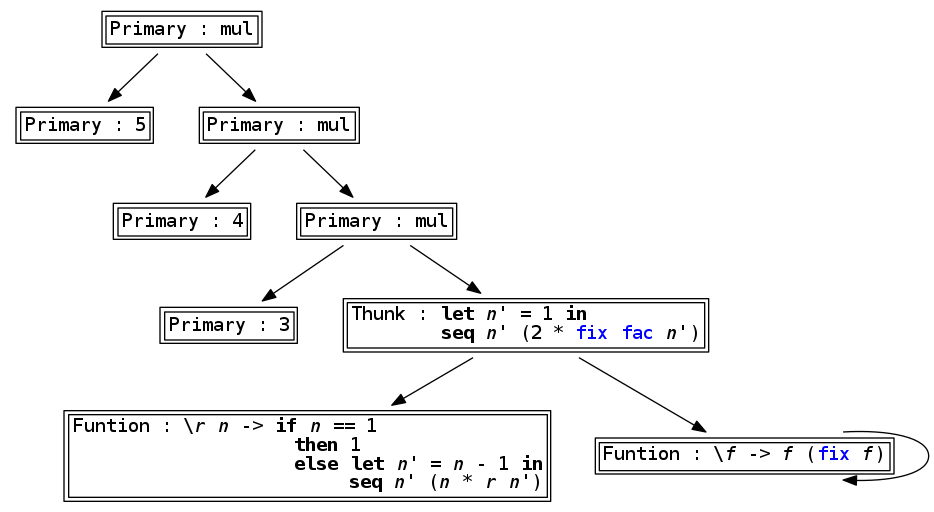 Primary : mul
Primary : 5
Primary : mul
Primary : 4
Primary : mul
Primary : 3
Thunk : let n' = 1 in
seq n' (2 * fix fac n')
Funtion : \r n -> if n == 1
then 1
else let n' = n - 1 in
seq n' (n * r n')
Funtion : \f -> f (fix f)